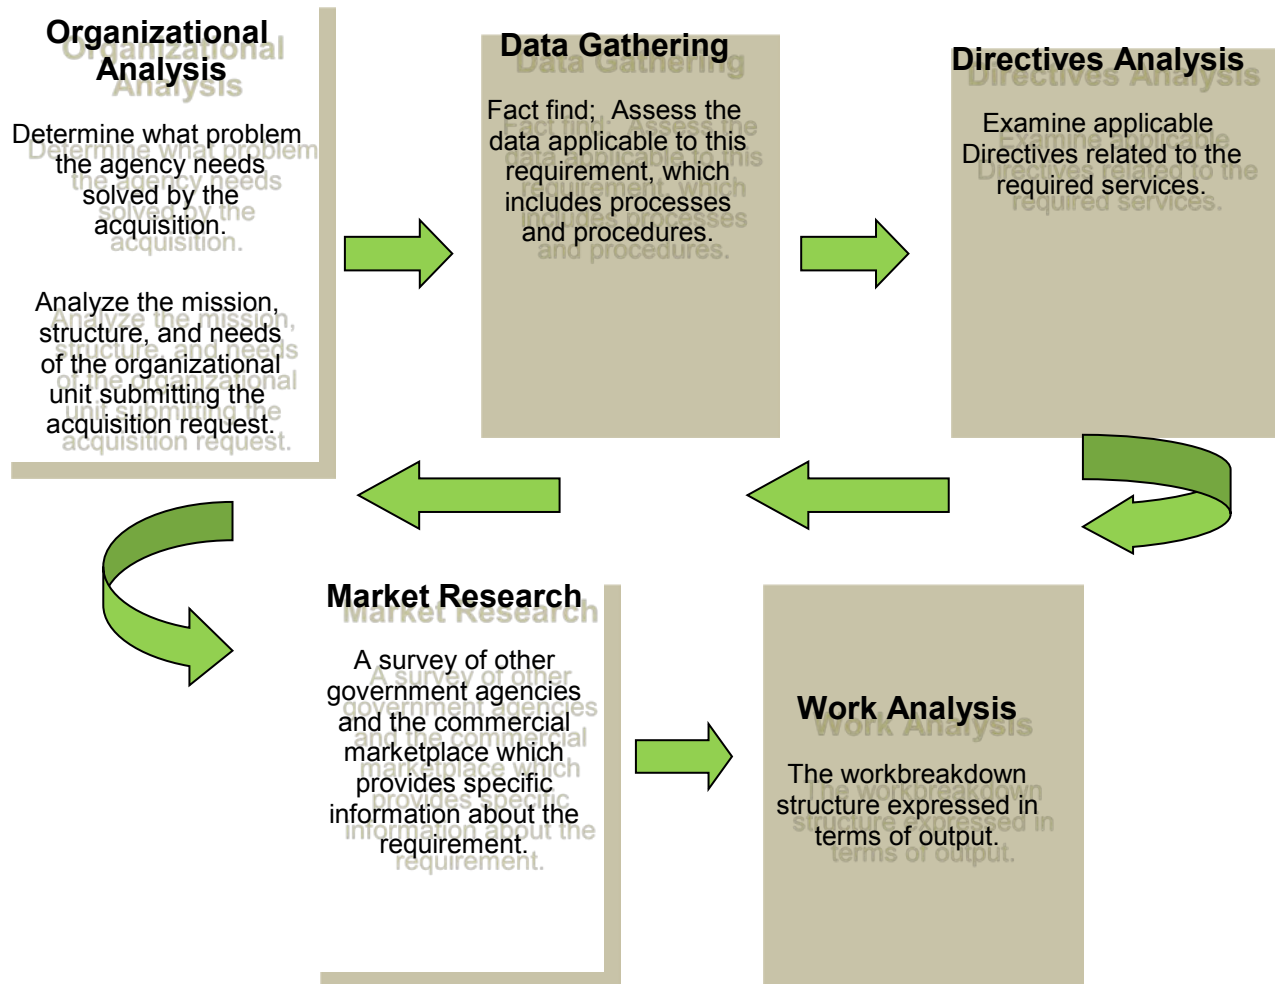 Organizational
Analysis
Determine what problem
the agency needs
solved by the
acquisition.
Analyze the mission,
structure, and needs
of the organizational
unit submitting the
acquisition request.
Data Gathering
Fact find;  Assess the
data applicable to this
requirement, which
includes processes
and procedures.
Directives Analysis
Examine applicable
Directives related to the
required services.
Market Research
A survey of other
government agencies
and the commercial
marketplace which
provides specific
information about the
requirement.
Work Analysis
The workbreakdown
structure expressed in
terms of output.